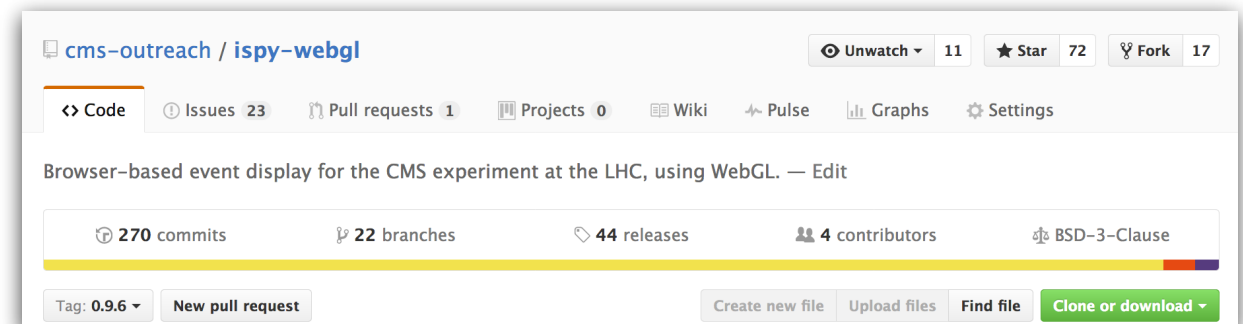 cms-outreach / ispy-webgl Unwatch 11 Star 72 Fork 17
Code Issues 23 Pull requests 1 Projects 0 Wiki Pulse Graphs Settings
Browser-based event display for the CMS experiment at the LHC, using WebGL. — Edit
270 commits 22 branches 44 releases 4 contributors BSD-3-Clause
Tag: 0.9.6 New pull request Create new file Upload files Find file Clone or download